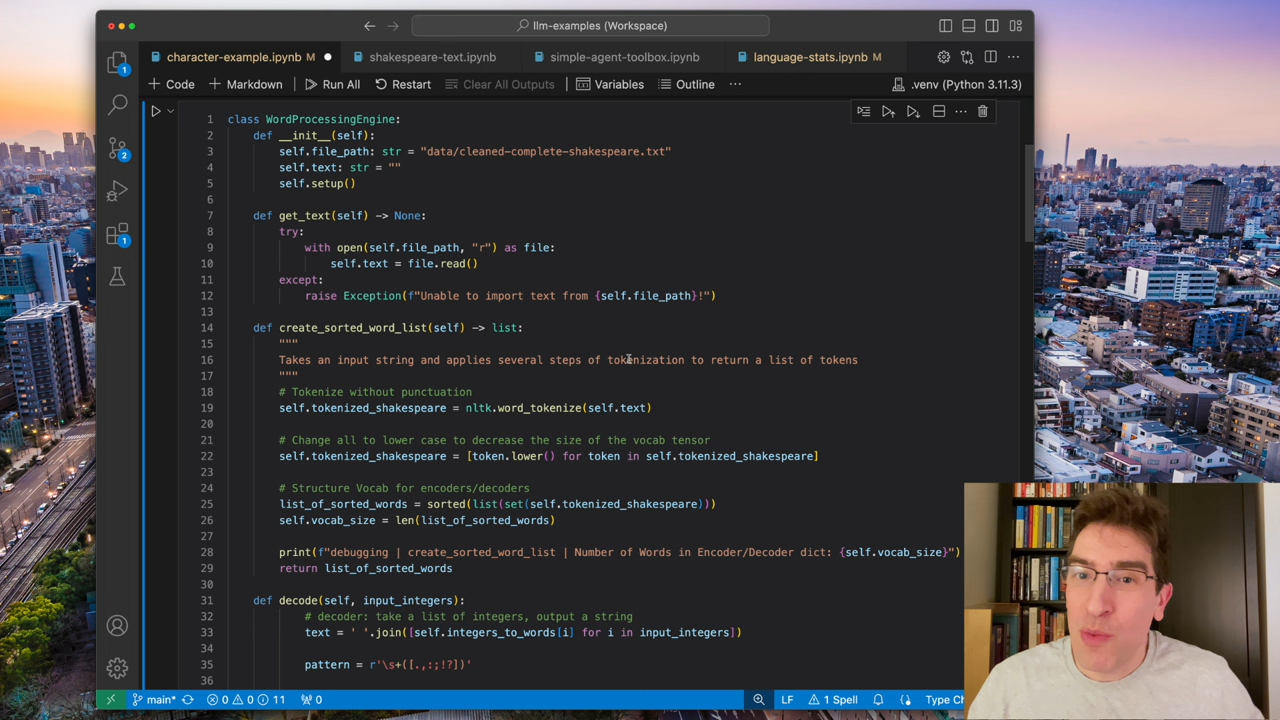 llm-examples (Workspace)
character-example.ipynb M
shakespeare-text.ipynb
simple-agent-toolbox.ipynb
language-stats.ipynb M
+ Code + Markdown Run All Restart Clear All Outputs Variables Outline ... .venv (Python 3.11.3)
1 class WordProcessingEngine:
2 def __init__(self):
3 self.file_path: str = "data/cleaned-complete-shakespeare.txt"
4 self.text: str = ""
5 self.setup()
6
7 def get_text(self) -> None:
8 try:
9 with open(self.file_path, "r") as file:
10 self.text = file.read()
11 except:
12 raise Exception(f"Unable to import text from {self.file_path}!")
13
14 def create_sorted_word_list(self) -> list:
15 """
16 Takes an input string and applies several steps of tokenization to return a list of tokens
17 """
18 # Tokenize without punctuation
19 self.tokenized_shakespeare = nltk.word_tokenize(self.text)
20
21 # Change all to lower case to decrease the size of the vocab tensor
22 self.tokenized_shakespeare = [token.lower() for token in self.tokenized_shakespeare]
23
24 # Structure Vocab for encoders/decoders
25 list_of_sorted_words = sorted(list(set(self.tokenized_shakespeare)))
26 self.vocab_size = len(list_of_sorted_words)
27
28 print(f"debugging | create_sorted_word_list | Number of Words in Encoder/Decoder dict: {self.vocab_size}")
29 return list_of_sorted_words
30
31 def decode(self, input_integers):
32 # decoder: take a list of integers, output a string
33 text = ' '.join([self.integers_to_words[i] for i in input_integers])
34
35 pattern = r'\s+([.,:;!?])'
36
1
2
1
main* 0 0 11 0 LF 1 Spell Type Ch